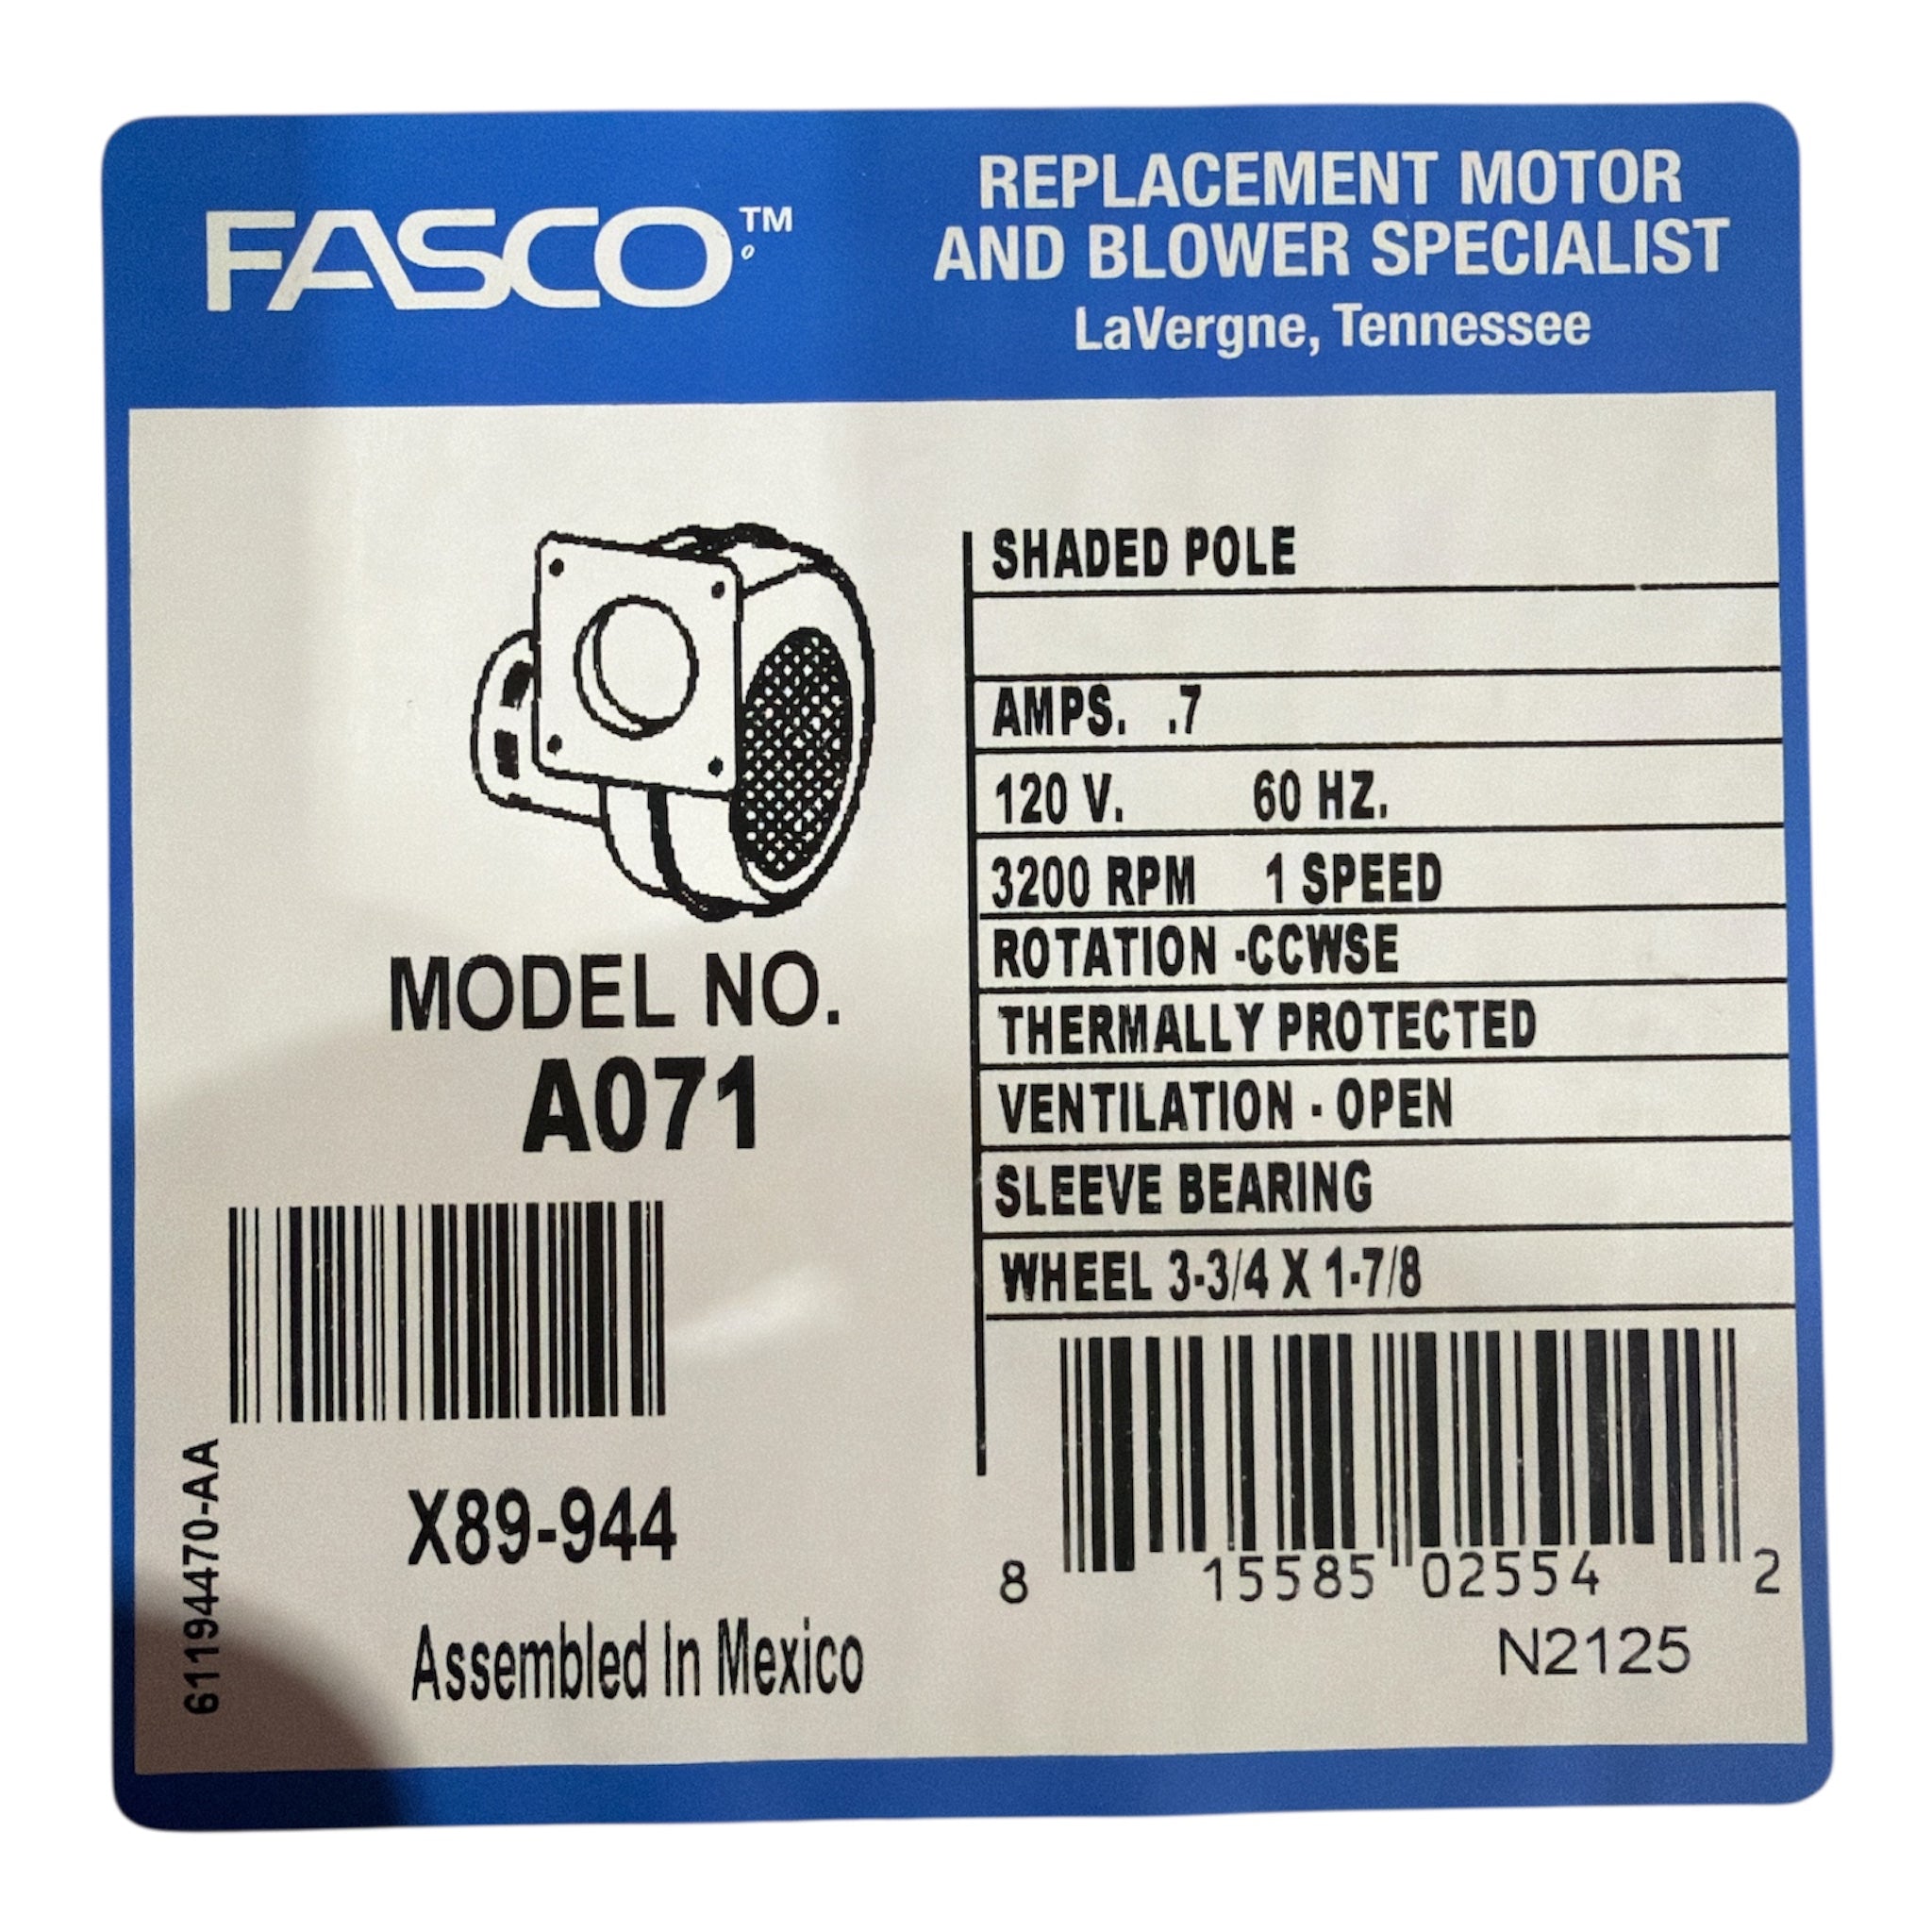 FASCO™
REPLACEMENT MOTOR
AND BLOWER SPECIALIST
LaVergne, Tennessee
SHADED POLE
AMPS. .7
120 V. 60 HZ.
3200 RPM 1 SPEED
ROTATION -CCWSE
THERMALLY PROTECTED
VENTILATION - OPEN
SLEEVE BEARING
WHEEL 3-3/4 X 1-7/8
MODEL NO.
A071
X89-944
Assembled In Mexico
61194470-AA
8 15585 02554 2
N2125